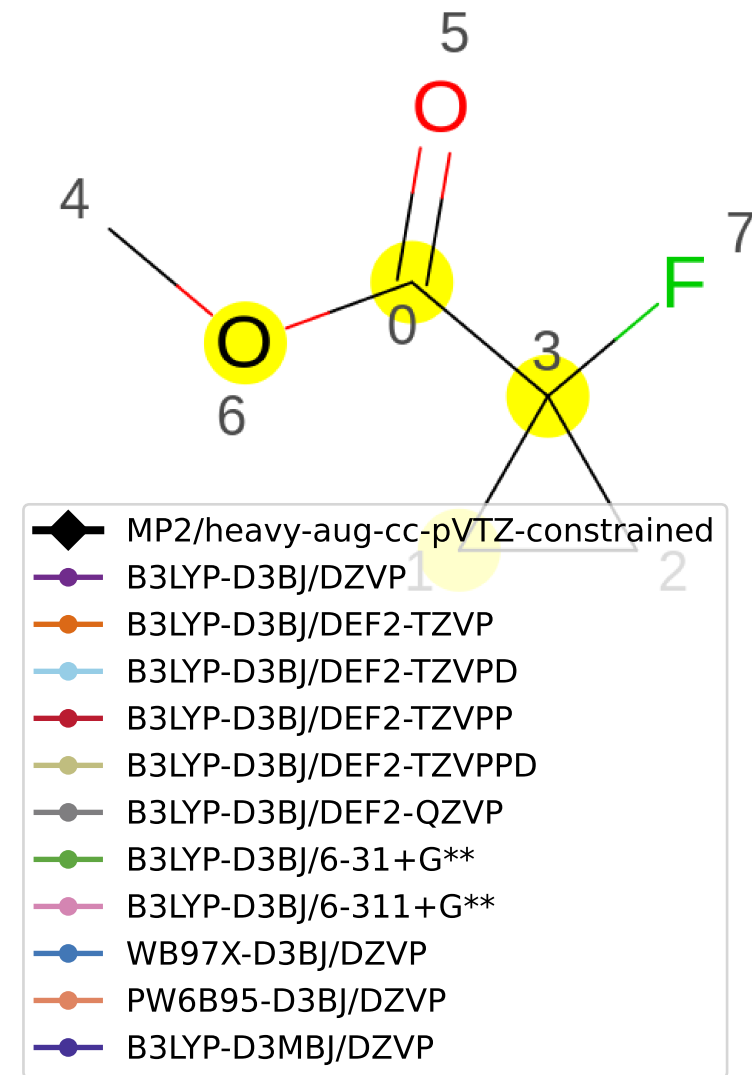 5
O
4
7
F
0
3
O
6
MP2/heavy-aug-cc-pVTZ-constrained
B3LYP-D3BJ/DZVP
1
2
B3LYP-D3BJ/DEF2-TZVP
B3LYP-D3BJ/DEF2-TZVPD
B3LYP-D3BJ/DEF2-TZVPP
B3LYP-D3BJ/DEF2-TZVPPD
B3LYP-D3BJ/DEF2-QZVP
B3LYP-D3BJ/6-31+G**
B3LYP-D3BJ/6-311+G**
WB97X-D3BJ/DZVP
PW6B95-D3BJ/DZVP
B3LYP-D3MBJ/DZVP